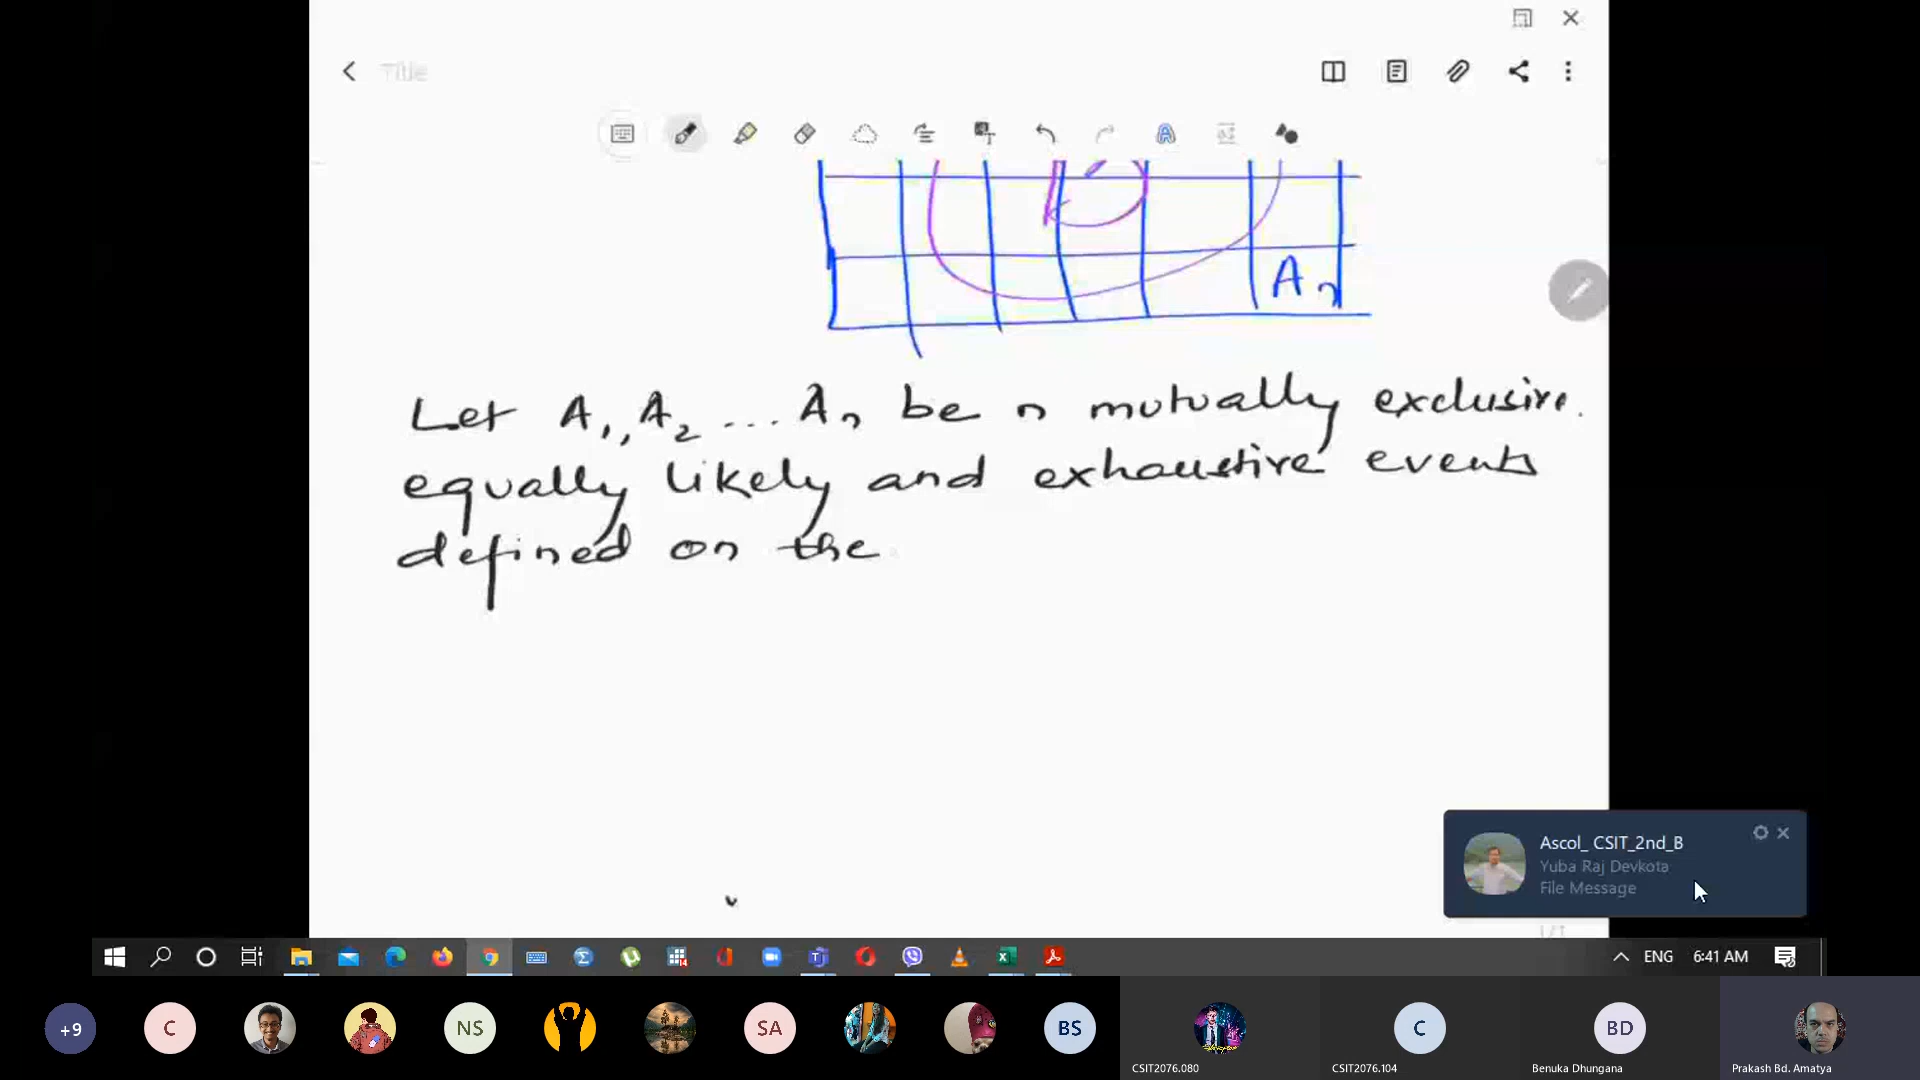 Title
An
Let A1, A2 ... An be n mutually exclusive.
equally likely and exhaustive events
defined on the
Ascol_ CSIT_2nd_B
Yuba Raj Devkota
File Message
1/1
ENG 6:41 AM
+9 C NS SA BS C BD
CSIT2076.080 CSIT2076.104 Benuka Dhungana Prakash Bd. Amatya